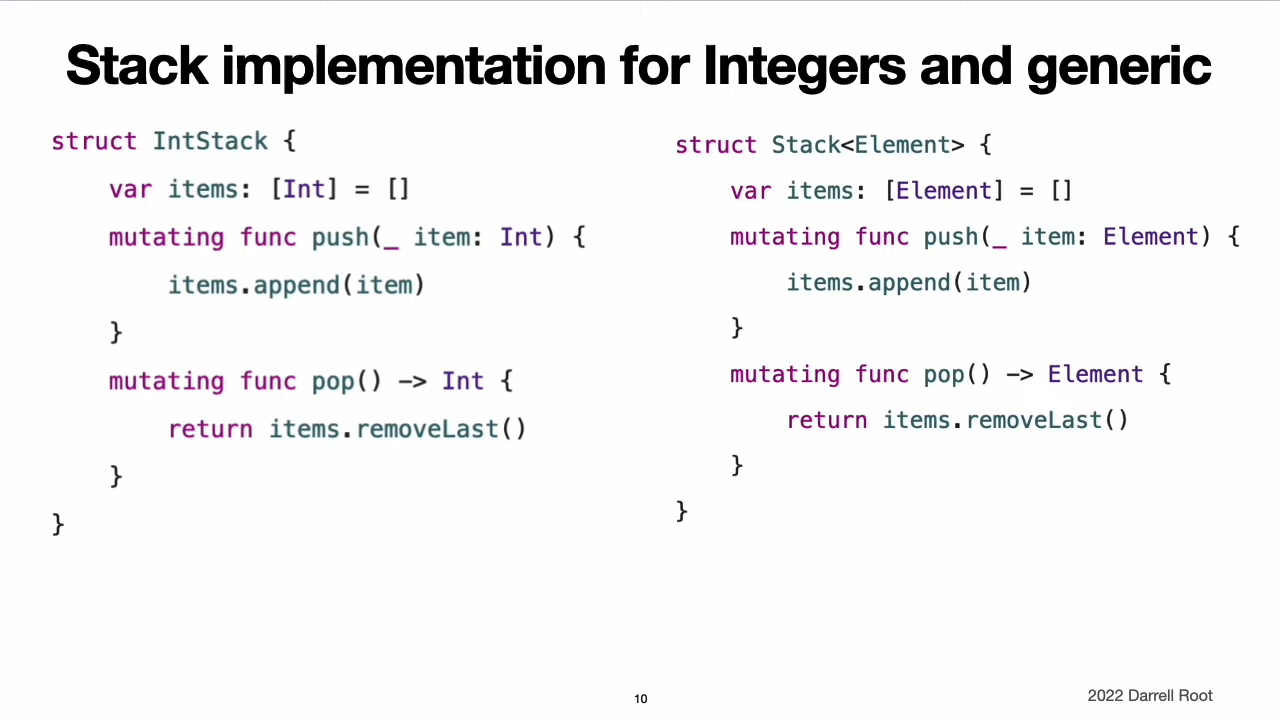 Stack implementation for Integers and generic
struct IntStack {
    var items: [Int] = []
    mutating func push(_ item: Int) {
        items.append(item)
    }
    mutating func pop() -> Int {
        return items.removeLast()
    }
}
struct Stack<Element> {
    var items: [Element] = []
    mutating func push(_ item: Element) {
        items.append(item)
    }
    mutating func pop() -> Element {
        return items.removeLast()
    }
}
10
2022 Darrell Root